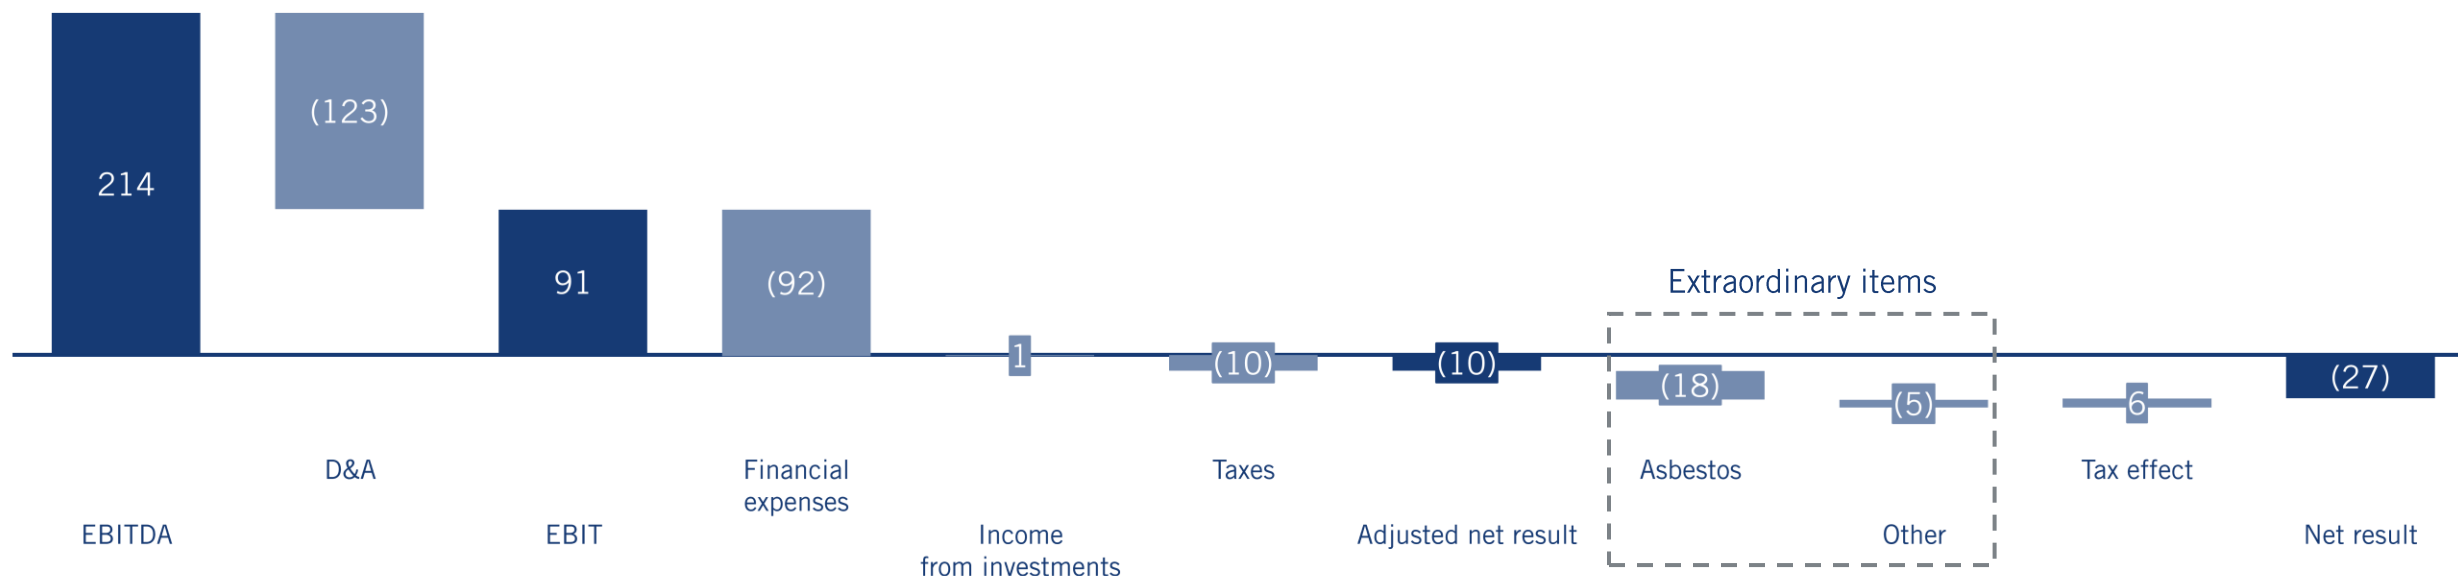 214
(123)
91
(92)
1
(10)
(10)
Extraordinary items
(18)
(5)
6
(27)
EBITDA
D&A
EBIT
Financial
expenses
Income
from investments
Taxes
Adjusted net result
Asbestos
Other
Tax effect
Net result